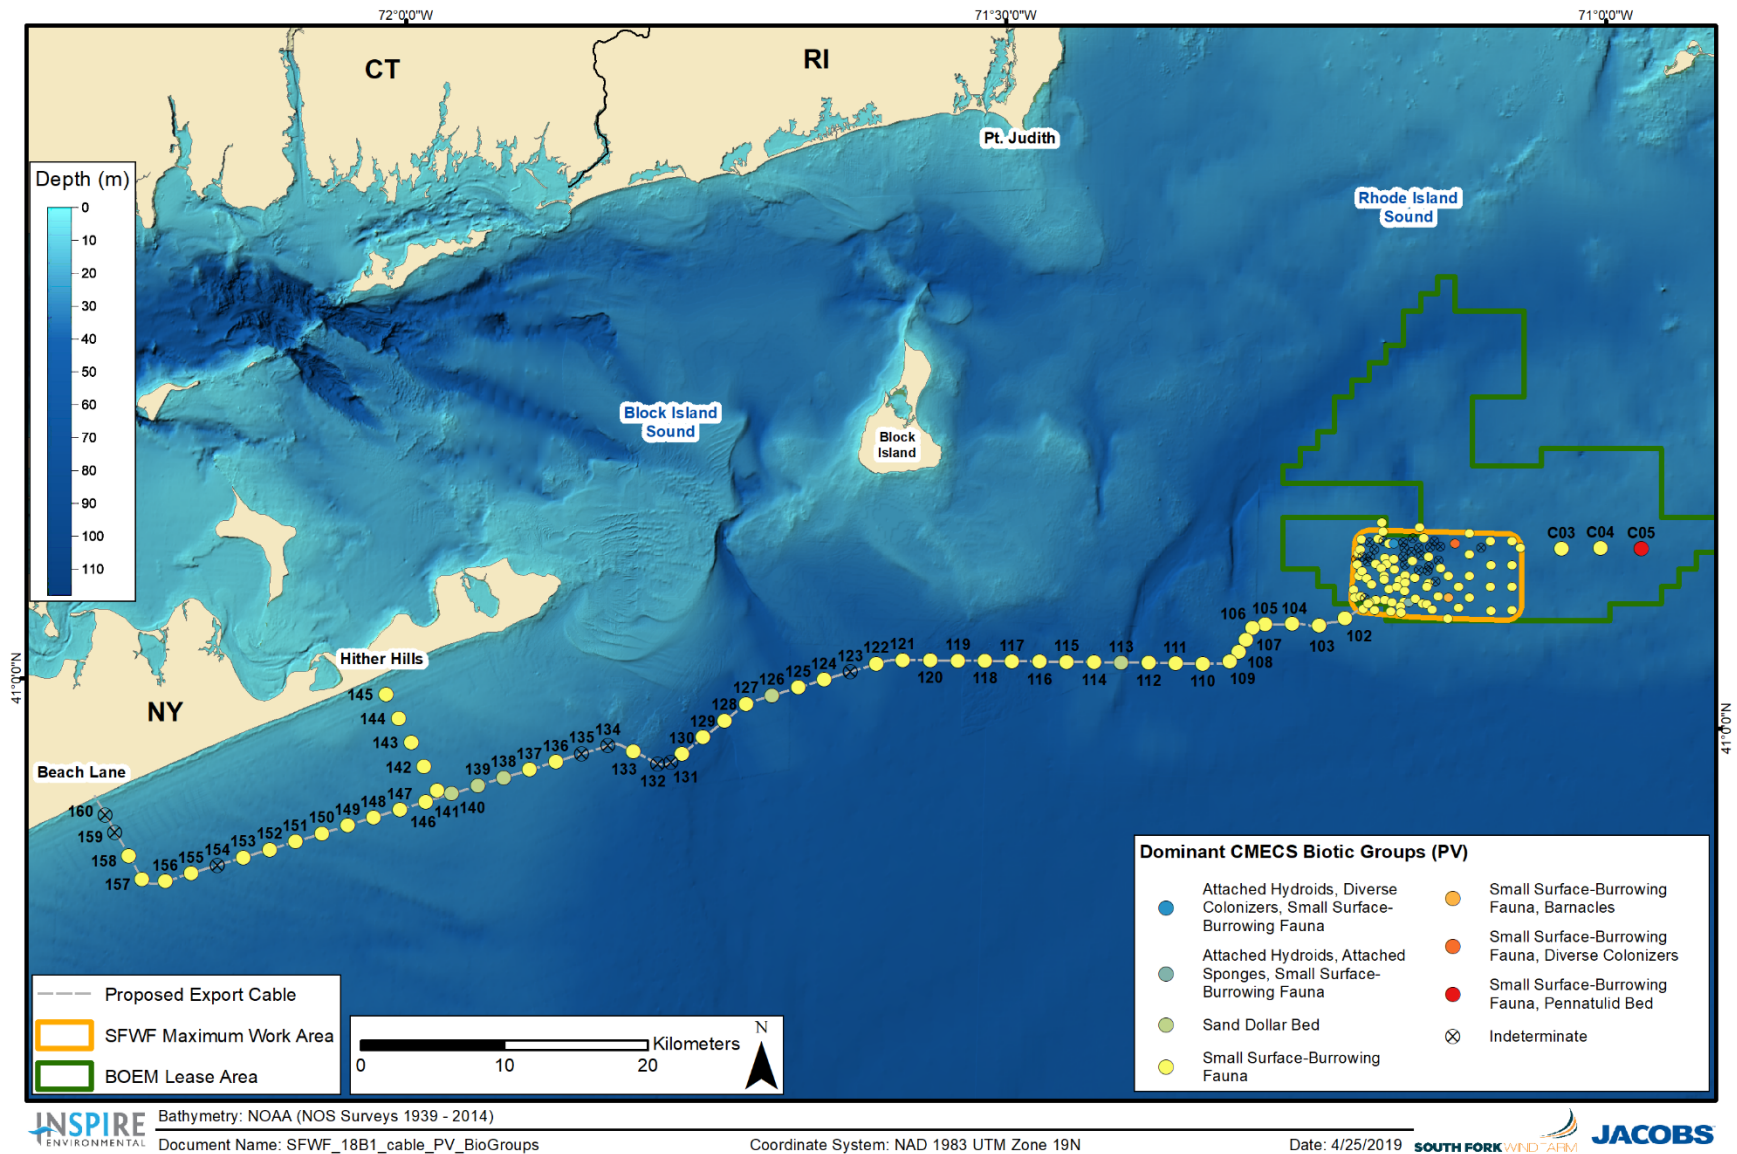 72°0'0"W
71°30'0"W
71°0'0"W
CT
RI
Pt. Judith
Depth (m)
0
10
20
30
40
50
60
70
80
90
100
110
Rhode Island
Sound
Block Island
Sound
Block
Island
C03
C04
C05
106
105
104
102
103
107
108
109
122
121
119
117
115
113
111
120
118
116
114
112
110
123
124
125
126
127
128
129
130
131
132
133
134
135
136
137
138
139
140
141
Hither Hills
145
144
143
142
41°0'0"N
41°0'0"N
NY
Beach Lane
146
147
148
149
150
151
152
153
154
155
156
157
158
159
160
Dominant CMECS Biotic Groups (PV)
Attached Hydroids, Diverse
Colonizers, Small Surface-
Burrowing Fauna
Attached Hydroids, Attached
Sponges, Small Surface-
Burrowing Fauna
Sand Dollar Bed
Small Surface-Burrowing
Fauna
Small Surface-Burrowing
Fauna, Barnacles
Small Surface-Burrowing
Fauna, Diverse Colonizers
Small Surface-Burrowing
Fauna, Pennatulid Bed
Indeterminate
Proposed Export Cable
SFWF Maximum Work Area
BOEM Lease Area
Kilometers
0
10
20
N
INSPIRE
ENVIRONMENTAL
Bathymetry: NOAA (NOS Surveys 1939 - 2014)
Document Name: SFWF_18B1_cable_PV_BioGroups
Coordinate System: NAD 1983 UTM Zone 19N
Date: 4/25/2019
SOUTH FORK WIND FARM
JACOBS